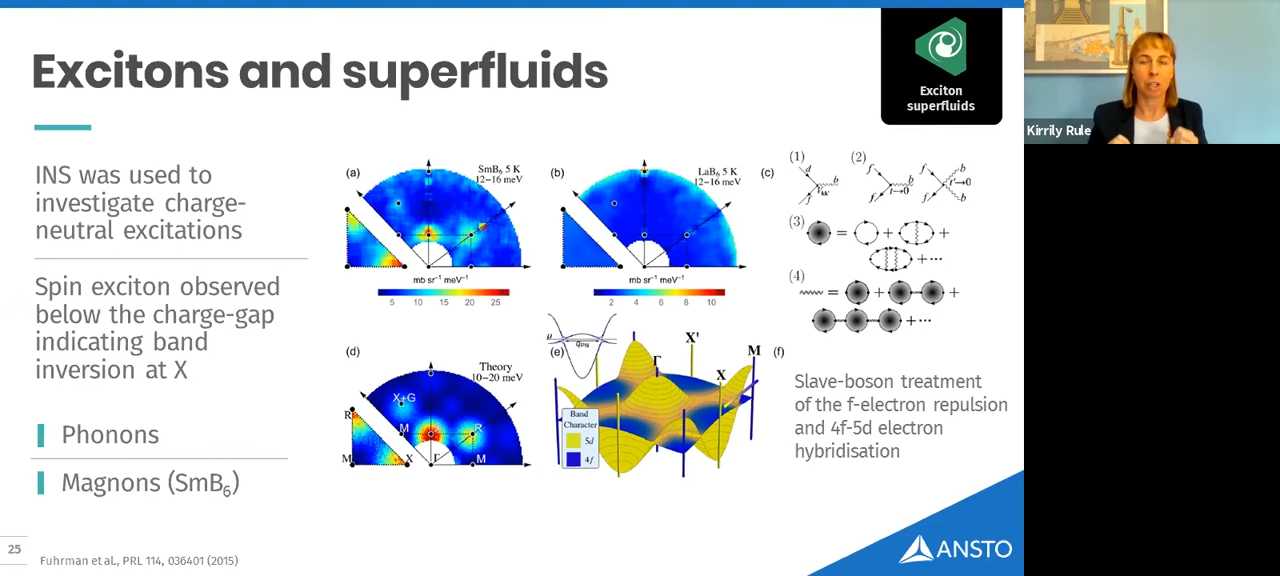 Excitons and superfluids
Exciton
superfluids
Kirrily Rule
INS was used to
investigate charge-
neutral excitations
Spin exciton observed
below the charge-gap
indicating band
inversion at X
Phonons
Magnons (SmB6)
(a)
SmB6 5 K
12–16 meV
mb sr⁻¹ meV⁻¹
5 10 15 20 25
(b)
LaB6 5 K
12–16 meV
mb sr⁻¹ meV⁻¹
2 4 6 8 10
(c)
(1)
(2)
d
b
f
f
b
f
f
b
f
b
(3)
= + + 
+ ···
(4)
= + +
+ ···
(d)
Theory
10–20 meV
X+G
R
M
R
M
X
Γ
M
(e)
μ
X'
Γ
M
X
Band
Character
5d
4f
(f)
Slave-boson treatment
of the f-electron repulsion
and 4f-5d electron
hybridisation
25
Fuhrman et al., PRL 114, 036401 (2015)
ANSTO